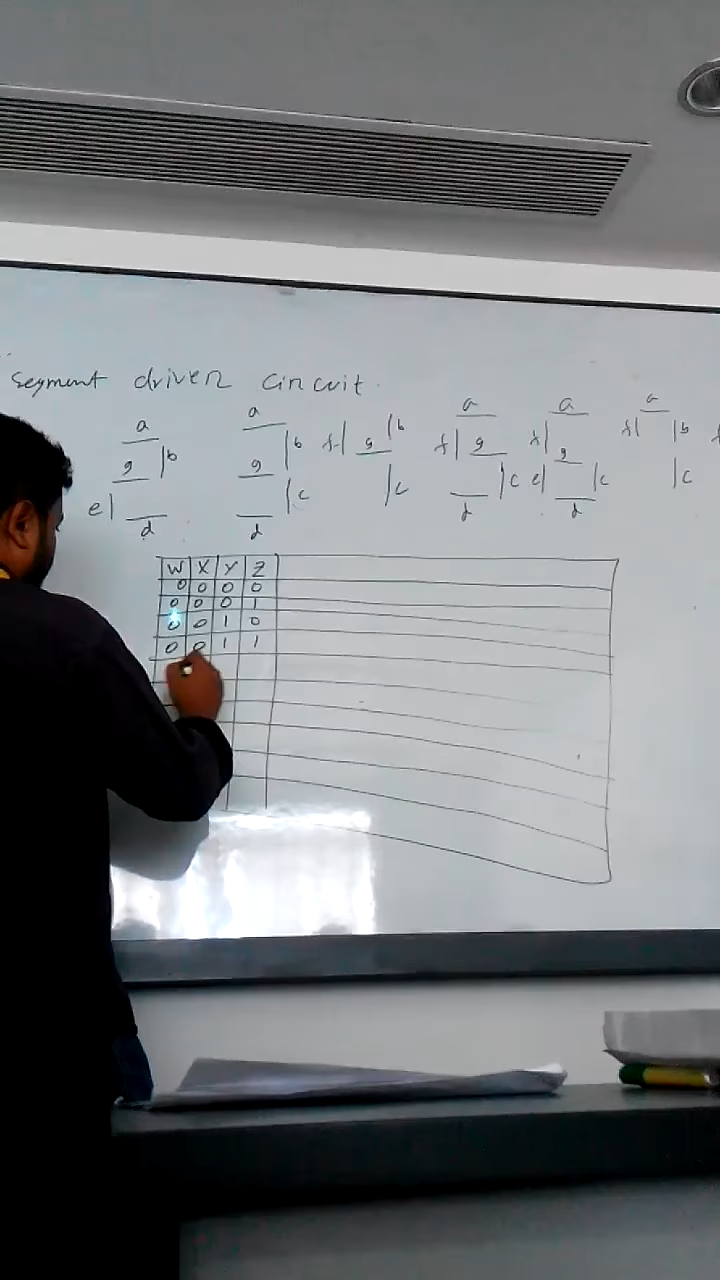 segment driver circuit.
a a a a a
g |b |b f| g |b f| g f| f| |b
e| g |c |c g |c e| |c |c
d d d d
W X Y Z
0 0 0 0
0 0 0 1
0 0 1 0
0 0 1 1